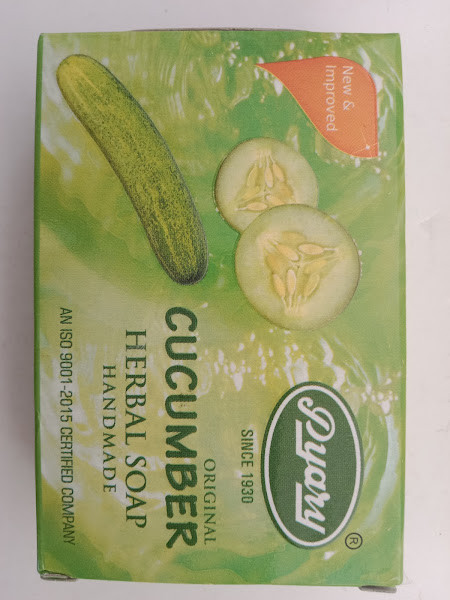 New &
Improved
Pyary®
SINCE 1930
ORIGINAL
CUCUMBER
HERBAL SOAP
HANDMADE
AN ISO 9001-2015 CERTIFIED COMPANY